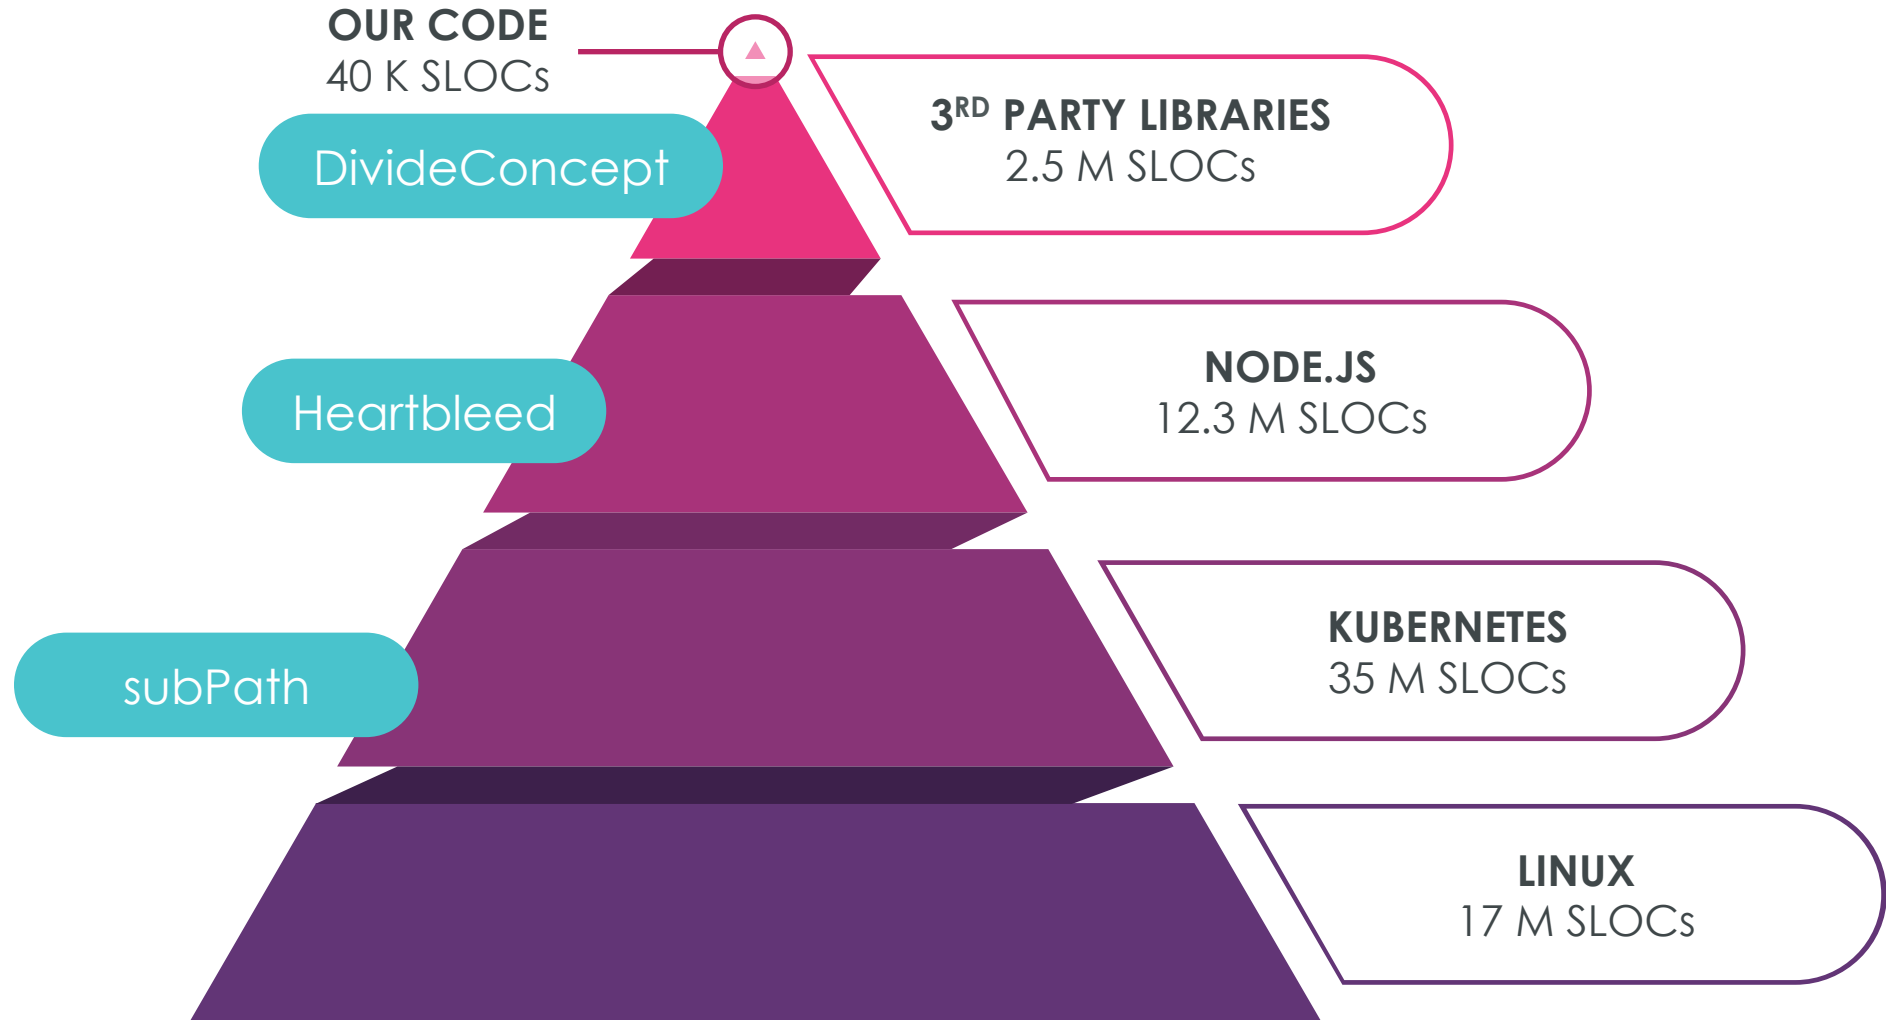 OUR CODE
40 K SLOCs
3RD PARTY LIBRARIES
2.5 M SLOCs
DivideConcept
NODE.JS
12.3 M SLOCs
Heartbleed
KUBERNETES
35 M SLOCs
subPath
LINUX
17 M SLOCs